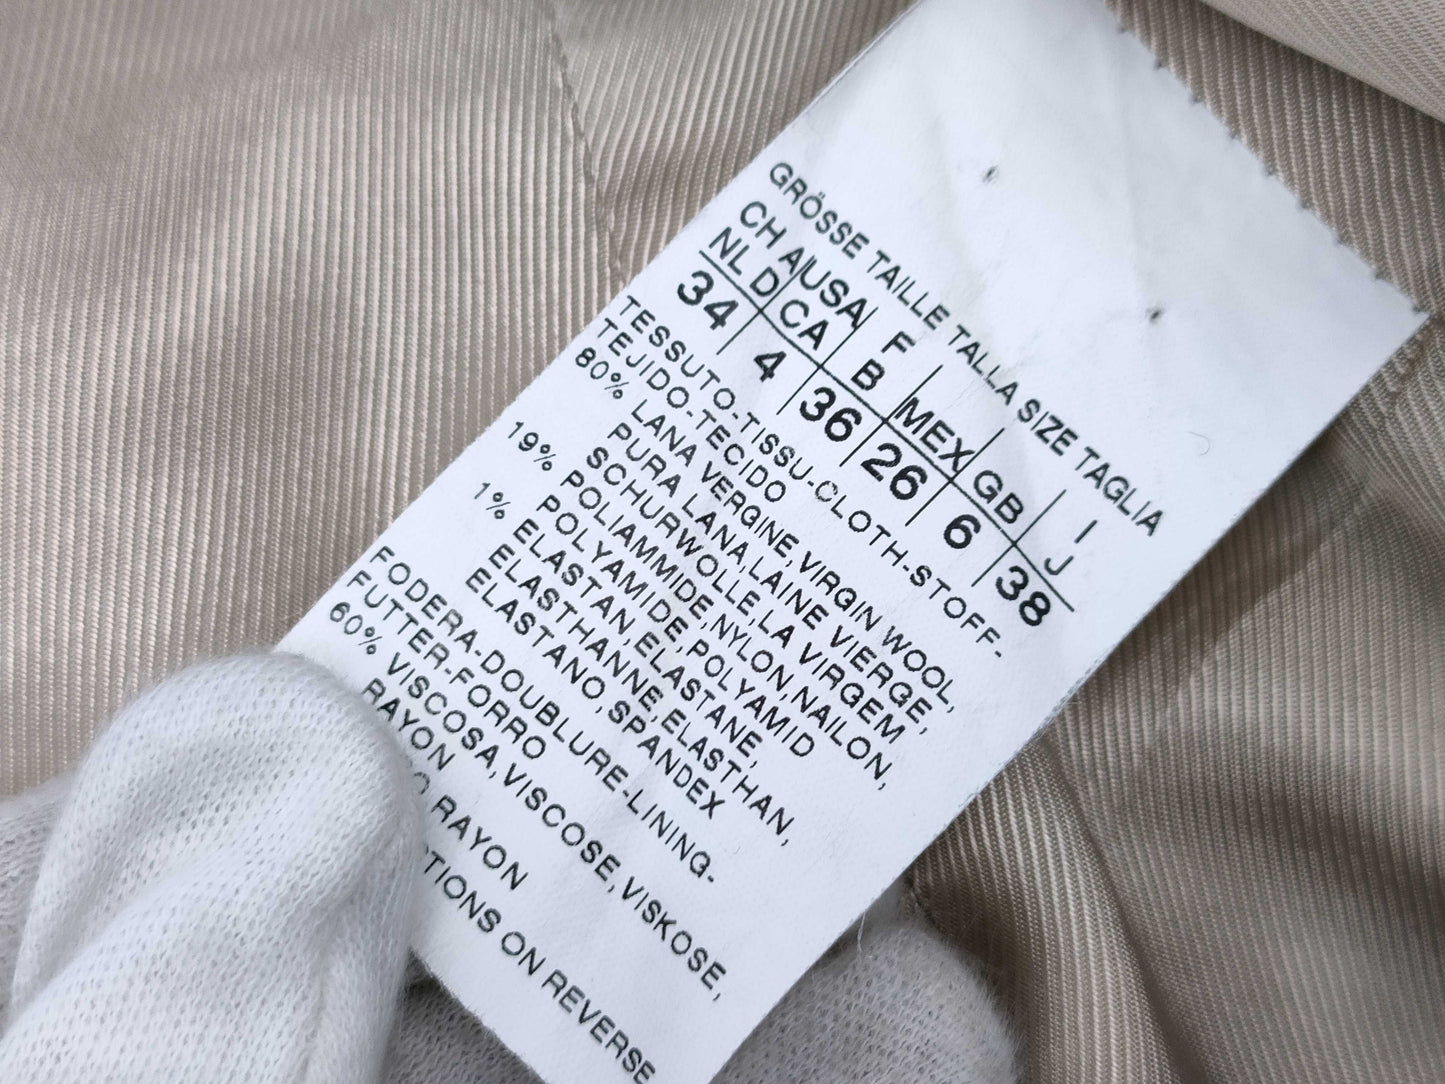 GRÖSSE TAILLE TALLA SIZE TAGLIA
CH A USA F MEX GB I
NL D CA B J
34 4 36 26 6 38
TESSUTO-TISSU-CLOTH-STOFF-
TEJIDO-TECIDO
80% LANA VERGINE, VIRGIN WOOL,
PURA LANA, LAINE VIERGE,
SCHURWOLLE, LA VIRGEM
19% POLIAMMIDE, NYLON, NAILON,
POLYAMIDE, POLYAMID
1% ELASTAN, ELASTANE,
ELASTHANNE, ELASTHAN,
ELASTANO, SPANDEX
FODERA-DOUBLURE-LINING-
FUTTER-FORRO
60% VISCOSA, VISCOSE, VISKOSE,
RAYON
RAYON
ON REVERSE